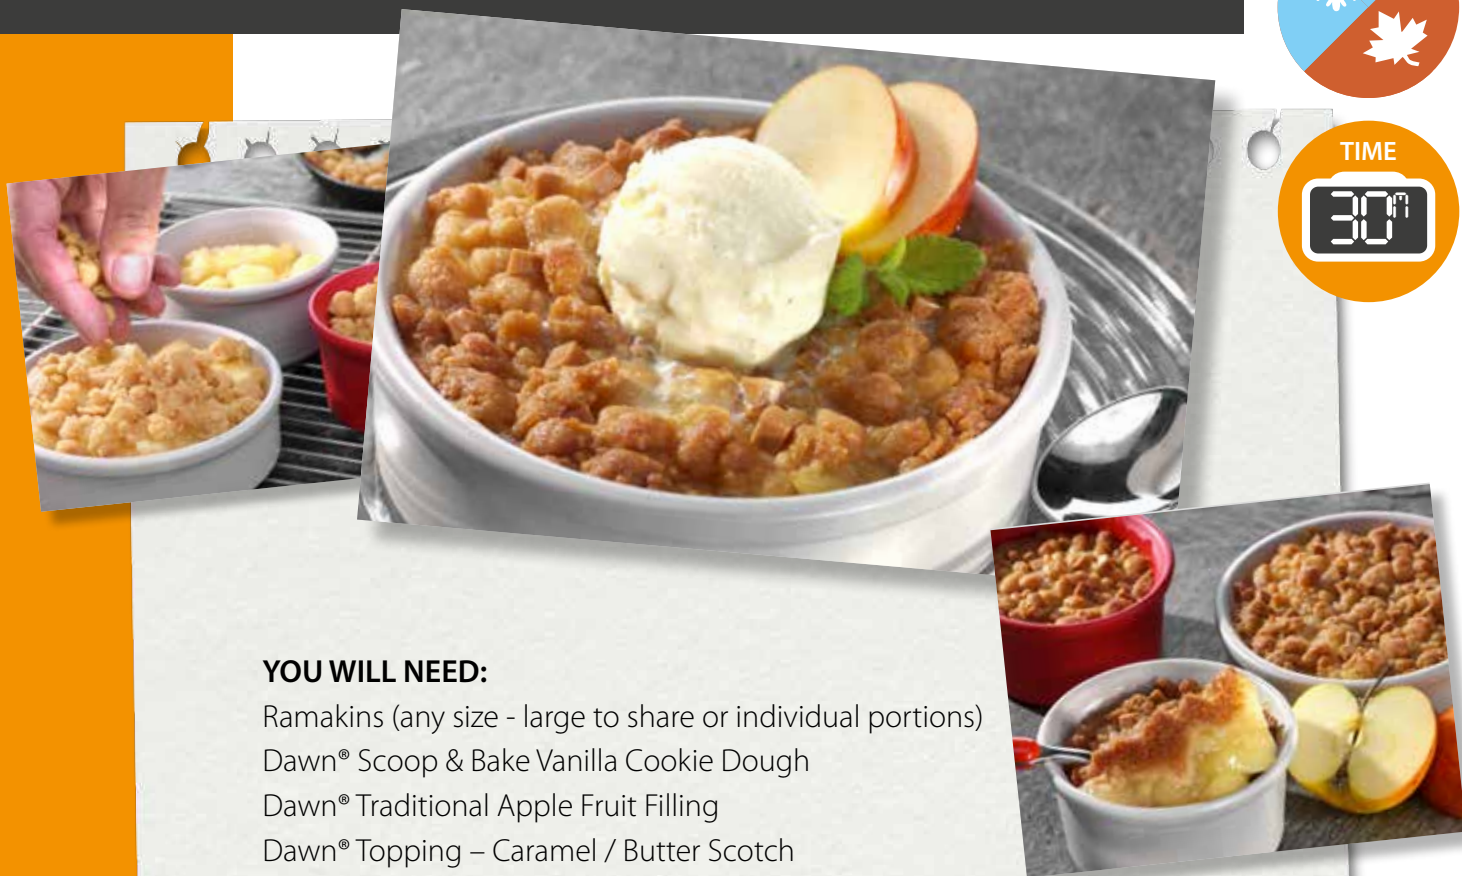 TIME
30m
YOU WILL NEED:
Ramakins (any size - large to share or individual portions)
Dawn® Scoop & Bake Vanilla Cookie Dough
Dawn® Traditional Apple Fruit Filling
Dawn® Topping – Caramel / Butter Scotch